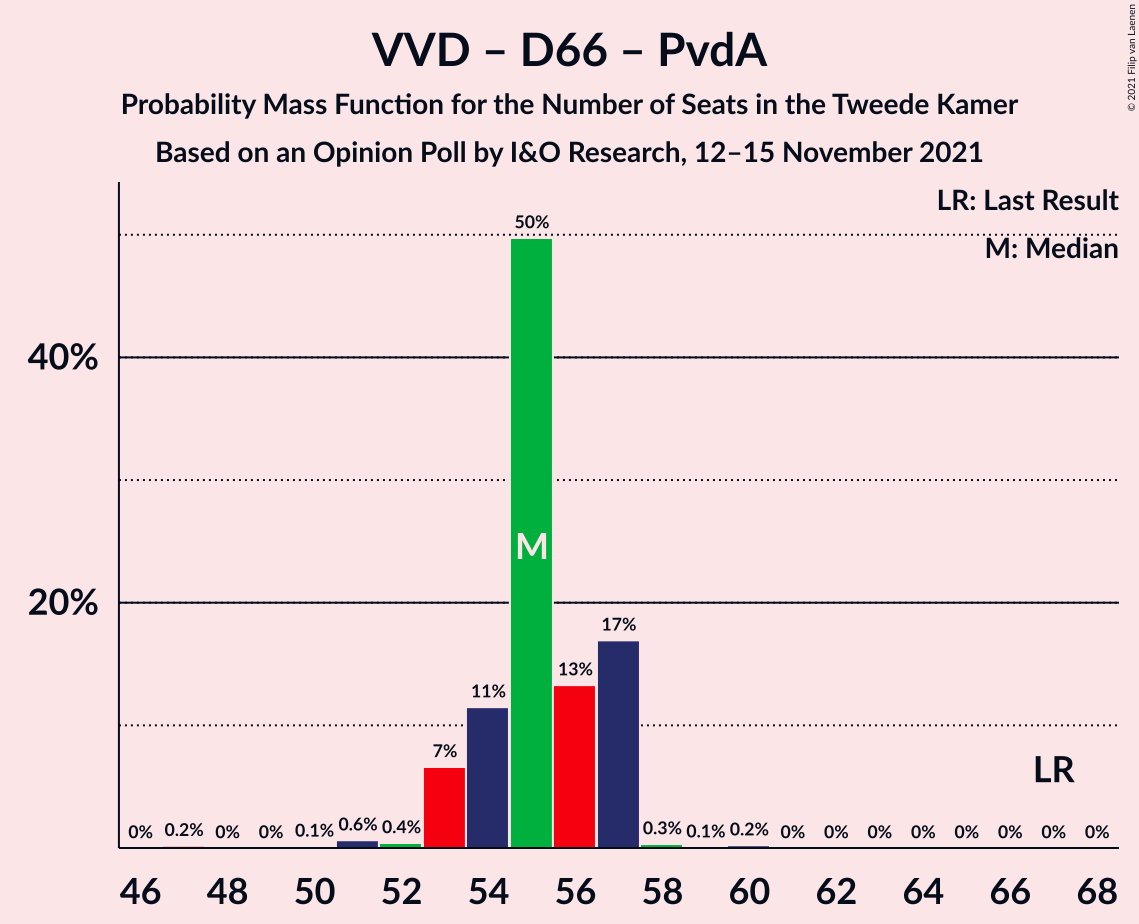 VVD – D66 – PvdA
Probability Mass Function for the Number of Seats in the Tweede Kamer
Based on an Opinion Poll by I&O Research, 12–15 November 2021
© 2021 Filip van Laenen
LR: Last Result
M: Median
40%
20%
0% 0.2% 0% 0% 0.1% 0.6% 0.4% 7% 11% 50% 13% 17% 0.3% 0.1% 0.2% 0% 0% 0% 0% 0% 0% 0% 0%
M
LR
46 48 50 52 54 56 58 60 62 64 66 68